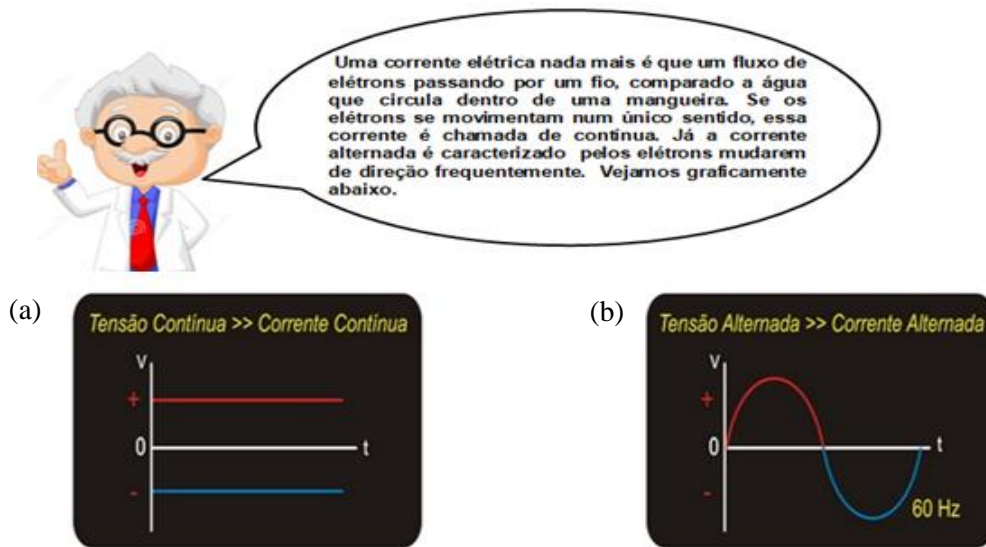 Uma corrente elétrica nada mais é que um fluxo de
elétrons passando por um fio, comparado a água
que circula dentro de uma mangueira. Se os
elétrons se movimentam num único sentido, essa
corrente é chamada de contínua. Já a corrente
alternada é caracterizado pelos elétrons mudarem
de direção frequentemente. Vejamos graficamente
abaixo.
(a)
Tensão Contínua >> Corrente Contínua
V
+
0
t
-
(b)
Tensão Alternada >> Corrente Alternada
V
+
0
t
-
60 Hz